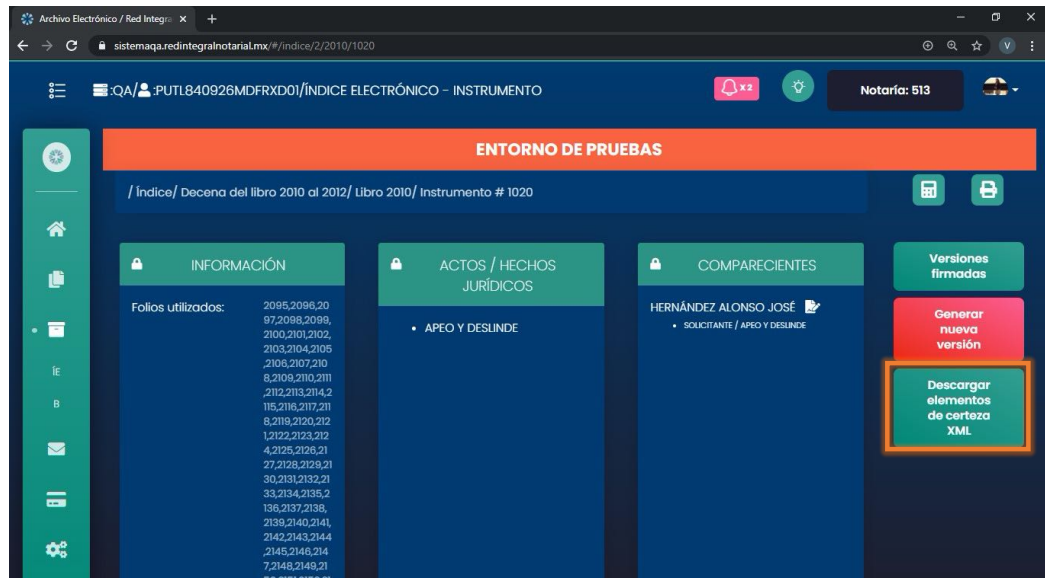 Archivo Electrónico / Red Integra
sistemaqa.redintegralnotarial.mx/#/indice/2/2010/1020
V
:QA/ :PUTL840926MDFRXD01/ÍNDICE ELECTRÓNICO - INSTRUMENTO
X2
Notaría: 513
ENTORNO DE PRUEBAS
/ Índice/ Decena del libro 2010 al 2012/ Libro 2010/ Instrumento # 1020
INFORMACIÓN
Folios utilizados:
2095,2096,20
97,2098,2099,
2100,2101,2102,
2103,2104,2105
,2106,2107,210
8,2109,2110,2111
,2112,2113,2114,2
115,2116,2117,211
8,2119,2120,212
1,2122,2123,212
4,2125,2126,21
27,2128,2129,21
30,2131,2132,21
33,2134,2135,2
136,2137,2138,
2139,2140,2141,
2142,2143,2144
,2145,2146,214
7,2148,2149,21
ACTOS / HECHOS
JURÍDICOS
• APEO Y DESLINDE
COMPARECIENTES
HERNÁNDEZ ALONSO JOSÉ
• SOLICITANTE / APEO Y DESLINDE
Versiones
firmadas
Generar
nueva
versión
Descargar
elementos
de certeza
XML
ÍE
B